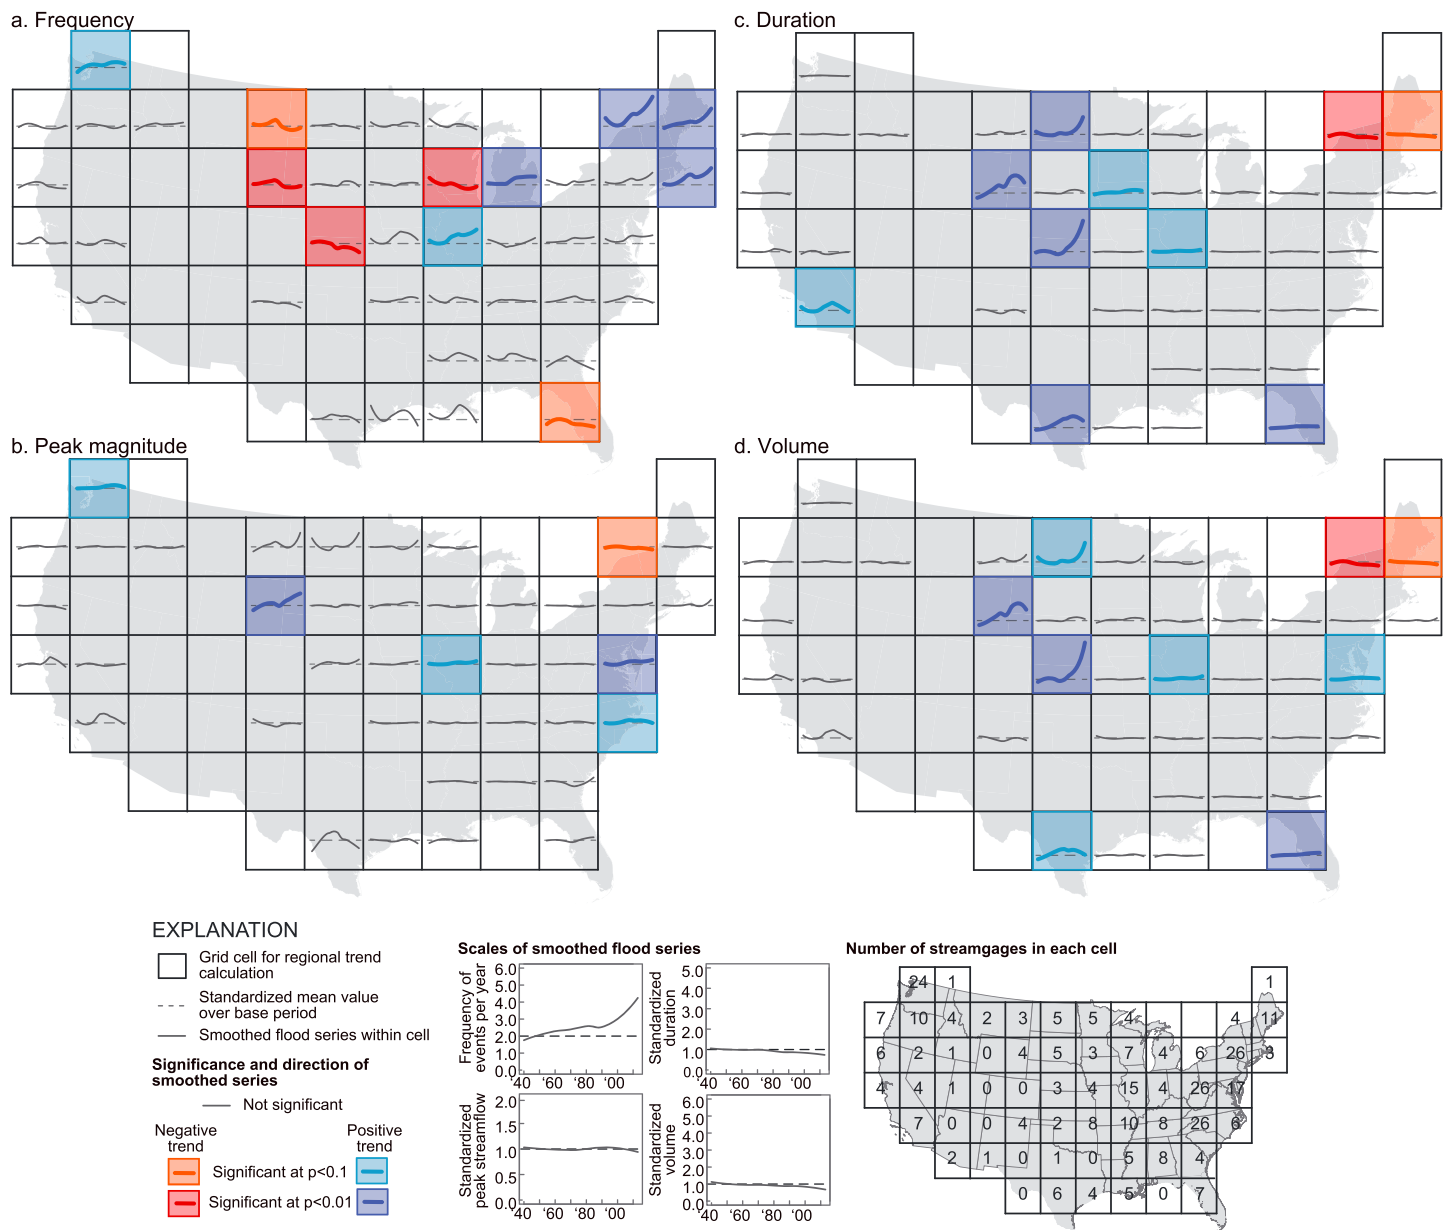 a. Frequency
c. Duration
b. Peak magnitude
d. Volume
EXPLANATION
Grid cell for regional trend
calculation
Standardized mean value
over base period
Smoothed flood series within cell
Significance and direction of
smoothed series
Not significant
Negative
trend
Positive
trend
Significant at p<0.1
Significant at p<0.01
Scales of smoothed flood series
Frequency of
events per year
6.0
5.0
4.0
3.0
2.0
1.0
0.0
'40 '60 '80 '00
Standardized
duration
5.0
4.0
3.0
2.0
1.0
0.0
'40 '60 '80 '00
Standardized
peak streamflow
2.0
1.5
1.0
0.5
0.0
'40 '60 '80 '00
Standardized
volume
6.0
5.0
4.0
3.0
2.0
1.0
0.0
'40 '60 '80 '00
Number of streamgages in each cell
24 1 1
7 10 4 2 3 5 5 4 4 11
6 2 1 0 4 5 3 7 4 6 26 3
4 4 1 0 0 3 4 15 4 26 17
7 0 0 4 2 8 10 8 26 6
2 1 0 1 0 5 8 4
0 6 4 5 0 7